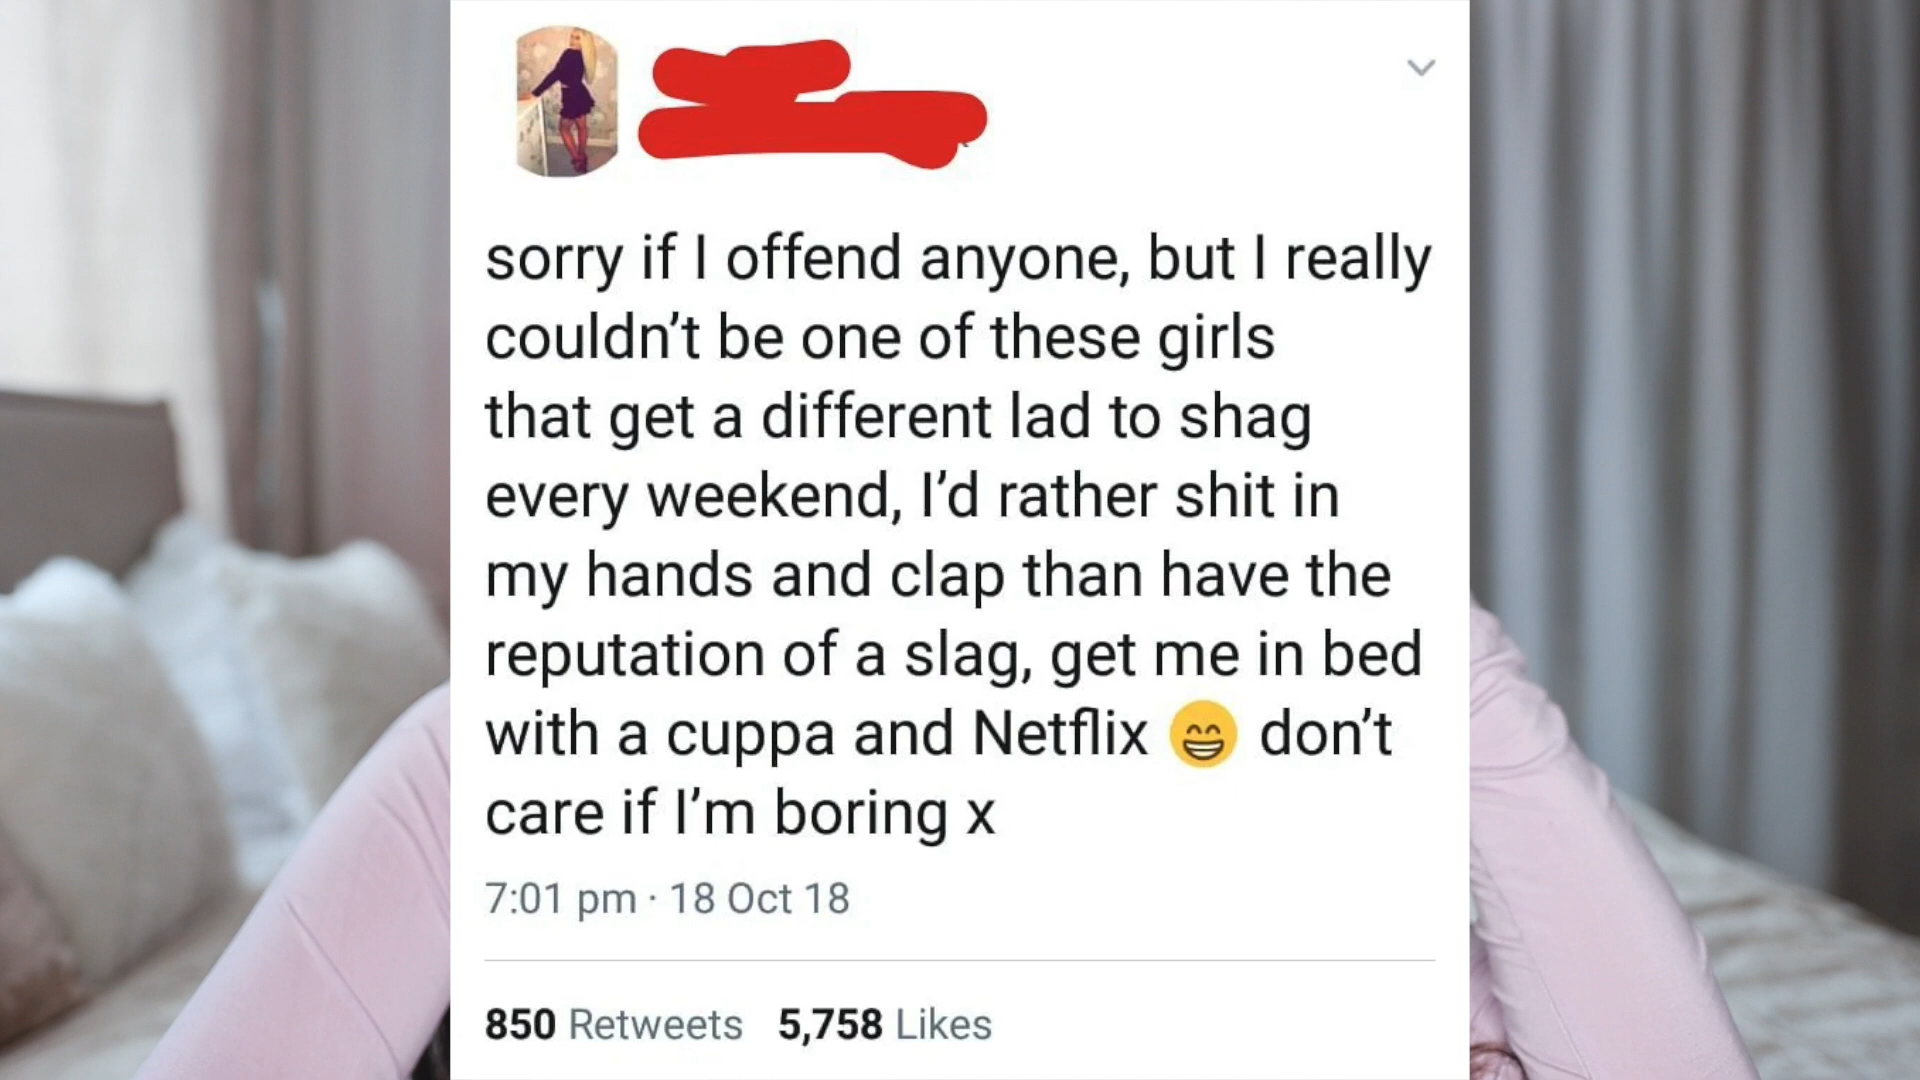 sorry if I offend anyone, but I really
couldn't be one of these girls
that get a different lad to shag
every weekend, I'd rather shit in
my hands and clap than have the
reputation of a slag, get me in bed
with a cuppa and Netflix 😁 don't
care if I'm boring x
7:01 pm · 18 Oct 18
850 Retweets 5,758 Likes